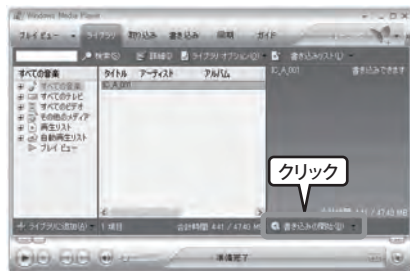 Windows Media Player
プレイ ビュー ライブラリ 取り込み 書き込み 同期 ガイド
検索(S) 詳細(I) ライブラリ オプション(O) 書き込みリスト(L)
すべての音楽
すべての音楽
すべてのテレビ
すべてのビデオ
その他のメディア
再生リスト
自動再生リスト
プレイ ビュー
タイトル アーティスト アルバム
IC_A_001
IC_A_001 書き込みできます
クリック
ライブラリに追加(A) 1 項目 合計時間: 4:41 / 47.40 MB
書き込みの開始(B)
準備完了